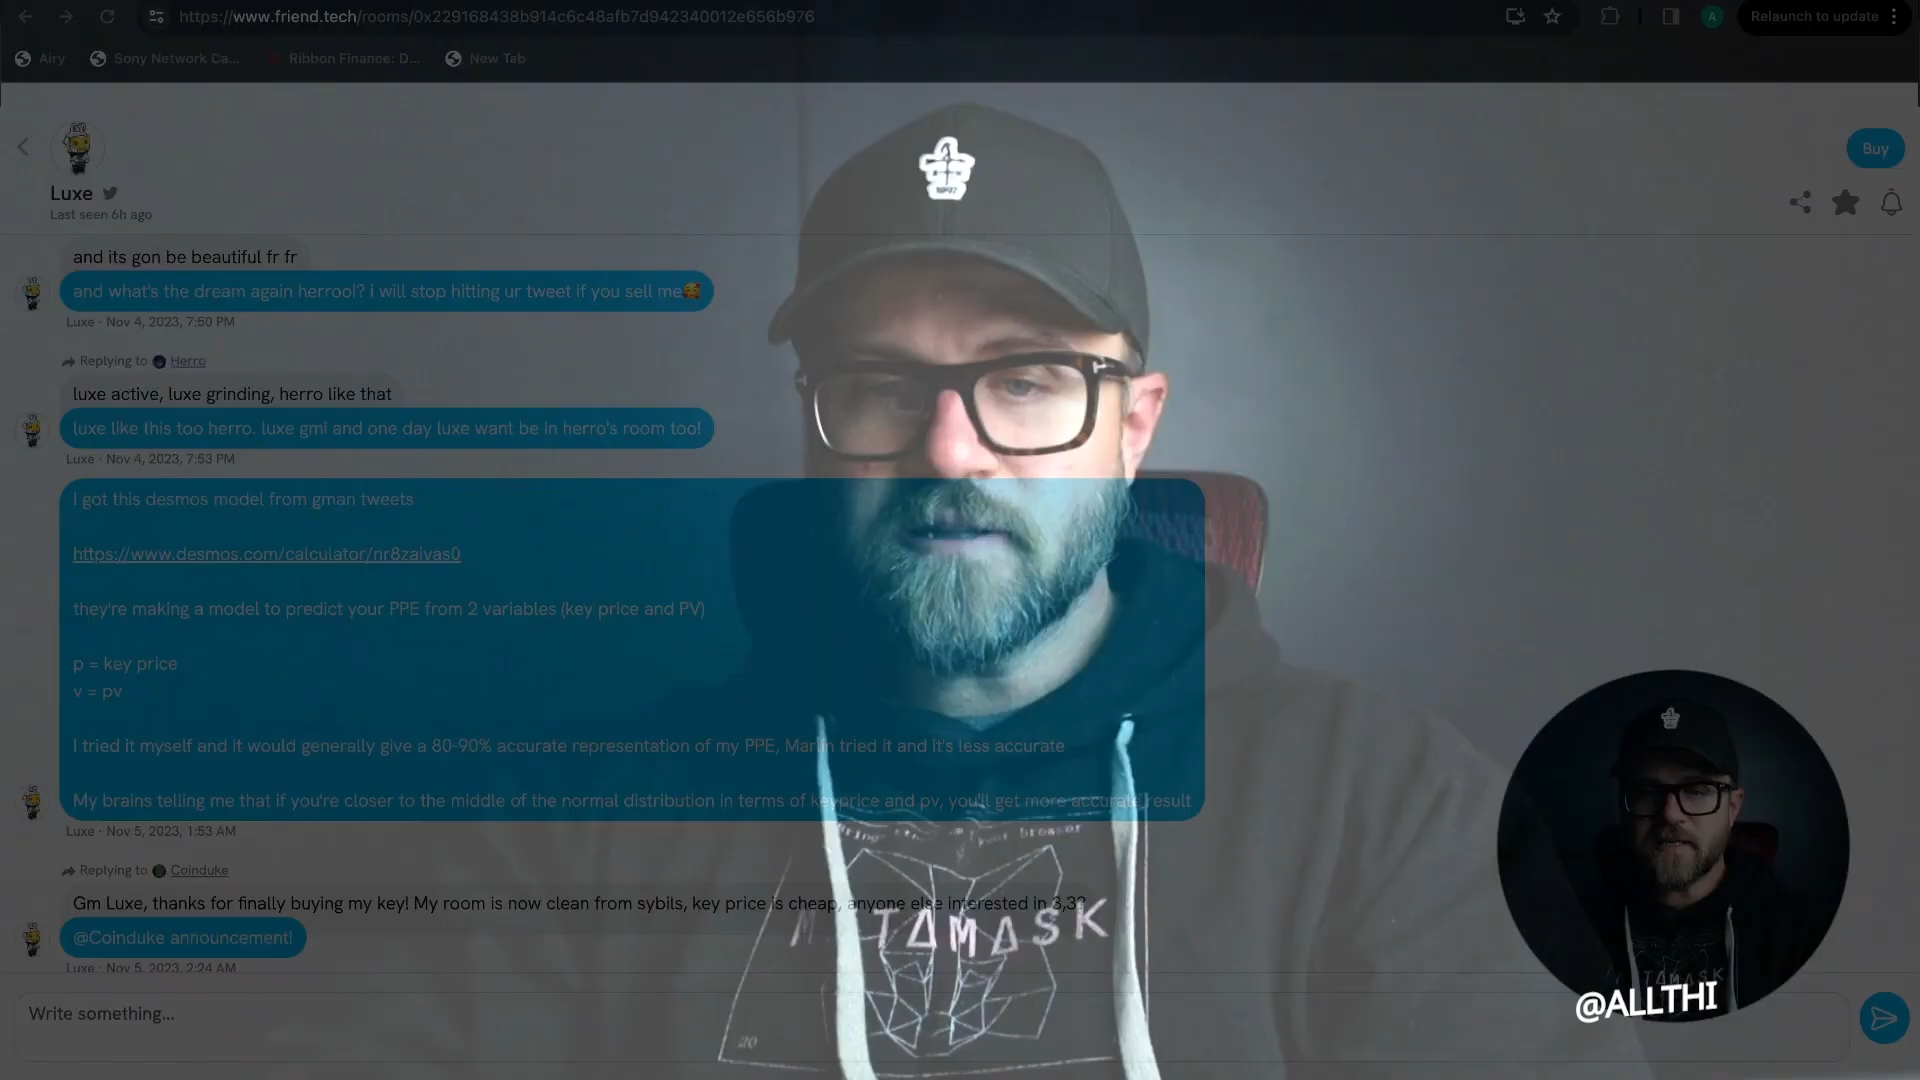 https://www.friend.tech/rooms/0x229168438b914c6c48afb7d942340012e656b976
A
Relaunch to update
Airy
Sony Network Ca...
Ribbon Finance: D...
New Tab
Buy
Luxe
Last seen 6h ago
and its gon be beautiful fr fr
and what's the dream again herroo!? i will stop hitting ur tweet if you sell me🥰
Luxe · Nov 4, 2023, 7:50 PM
Replying to Herro
luxe active, luxe grinding, herro like that
luxe like this too herro. luxe gmi and one day luxe want be in herro's room too!
Luxe · Nov 4, 2023, 7:53 PM
I got this desmos model from gman tweets
https://www.desmos.com/calculator/nr8zaivas0
they're making a model to predict your PPE from 2 variables (key price and PV)
p = key price
v = pv
I tried it myself and it would generally give a 80-90% accurate representation of my PPE, Marlin tried it and it's less accurate
My brains telling me that if you're closer to the middle of the normal distribution in terms of keyprice and pv, you'll get more accurate result
Luxe · Nov 5, 2023, 1:53 AM
Replying to Coinduke
Gm Luxe, thanks for finally buying my key! My room is now clean from sybils, key price is cheap, anyone else interested in 3,3?
@Coinduke announcement!
Luxe · Nov 5, 2023, 2:24 AM
Write something...
1897
breaker
TAMASK
20
TAMASK
@ALLTHI